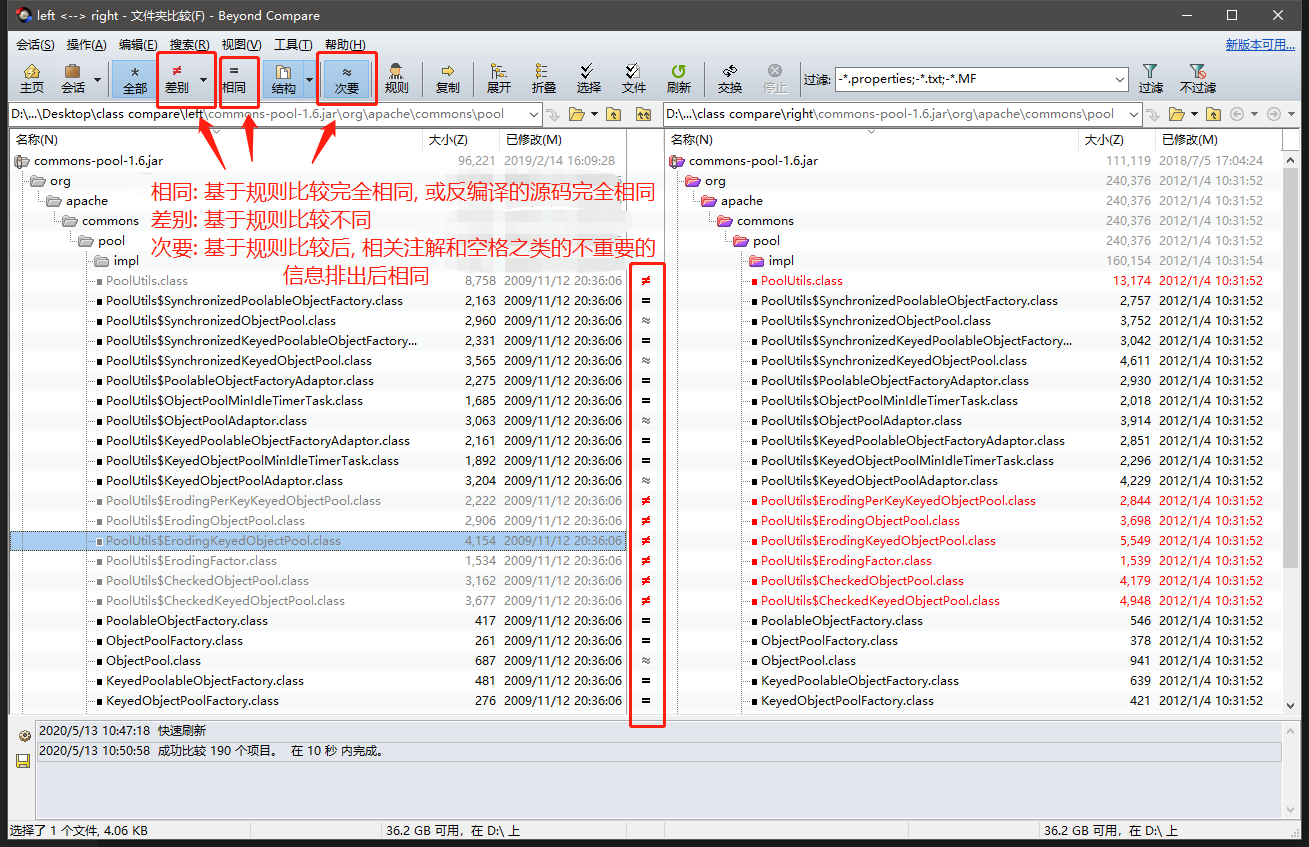 left <--> right - 文件夹比较(F) - Beyond Compare
会话(S) 操作(A) 编辑(E) 搜索(R) 视图(V) 工具(T) 帮助(H) 新版本可用...
主页 会话 * 全部 ≠ 差别 = 相同 结构 ≈ 次要 规则 复制 展开 折叠 选择 文件 刷新 交换 停止 过滤: -*.properties;-*.txt;-*.MF 过滤 不过滤
D:\...\Desktop\class compare\left\commons-pool-1.6.jar\org\apache\commons\pool D:\...\class compare\right\commons-pool-1.6.jar\org\apache\commons\pool
名称(N) 大小(Z) 已修改(M) 名称(N) 大小(Z) 已修改(M)
commons-pool-1.6.jar 96,221 2019/2/14 16:09:28 commons-pool-1.6.jar 111,119 2018/7/5 17:04:24
org org 240,376 2012/1/4 10:31:52
相同: 基于规则比较完全相同, 或反编译的源码完全相同
apache apache 240,376 2012/1/4 10:31:52
差别: 基于规则比较不同
commons commons 240,376 2012/1/4 10:31:52
pool pool 240,376 2012/1/4 10:31:52
次要: 基于规则比较后, 相关注解和空格之类的不重要的
impl impl 160,154 2012/1/4 10:31:54
信息排出后相同
PoolUtils.class 8,758 2009/11/12 20:36:06 ≠ PoolUtils.class 13,174 2012/1/4 10:31:52
PoolUtils$SynchronizedPoolableObjectFactory.class 2,163 2009/11/12 20:36:06 = PoolUtils$SynchronizedPoolableObjectFactory.class 2,757 2012/1/4 10:31:52
PoolUtils$SynchronizedObjectPool.class 2,960 2009/11/12 20:36:06 ≈ PoolUtils$SynchronizedObjectPool.class 3,752 2012/1/4 10:31:52
PoolUtils$SynchronizedKeyedPoolableObjectFactory... 2,331 2009/11/12 20:36:06 = PoolUtils$SynchronizedKeyedPoolableObjectFactory... 3,042 2012/1/4 10:31:52
PoolUtils$SynchronizedKeyedObjectPool.class 3,565 2009/11/12 20:36:06 ≈ PoolUtils$SynchronizedKeyedObjectPool.class 4,611 2012/1/4 10:31:52
PoolUtils$PoolableObjectFactoryAdaptor.class 2,275 2009/11/12 20:36:06 = PoolUtils$PoolableObjectFactoryAdaptor.class 2,930 2012/1/4 10:31:52
PoolUtils$ObjectPoolMinIdleTimerTask.class 1,685 2009/11/12 20:36:06 = PoolUtils$ObjectPoolMinIdleTimerTask.class 2,018 2012/1/4 10:31:52
PoolUtils$ObjectPoolAdaptor.class 3,063 2009/11/12 20:36:06 ≈ PoolUtils$ObjectPoolAdaptor.class 3,914 2012/1/4 10:31:52
PoolUtils$KeyedPoolableObjectFactoryAdaptor.class 2,161 2009/11/12 20:36:06 = PoolUtils$KeyedPoolableObjectFactoryAdaptor.class 2,851 2012/1/4 10:31:52
PoolUtils$KeyedObjectPoolMinIdleTimerTask.class 1,892 2009/11/12 20:36:06 = PoolUtils$KeyedObjectPoolMinIdleTimerTask.class 2,296 2012/1/4 10:31:52
PoolUtils$KeyedObjectPoolAdaptor.class 3,204 2009/11/12 20:36:06 ≈ PoolUtils$KeyedObjectPoolAdaptor.class 4,229 2012/1/4 10:31:52
PoolUtils$ErodingPerKeyKeyedObjectPool.class 2,222 2009/11/12 20:36:06 ≠ PoolUtils$ErodingPerKeyKeyedObjectPool.class 2,844 2012/1/4 10:31:52
PoolUtils$ErodingObjectPool.class 2,906 2009/11/12 20:36:06 ≠ PoolUtils$ErodingObjectPool.class 3,698 2012/1/4 10:31:52
PoolUtils$ErodingKeyedObjectPool.class 4,154 2009/11/12 20:36:06 ≠ PoolUtils$ErodingKeyedObjectPool.class 5,549 2012/1/4 10:31:52
PoolUtils$ErodingFactor.class 1,534 2009/11/12 20:36:06 ≠ PoolUtils$ErodingFactor.class 1,539 2012/1/4 10:31:52
PoolUtils$CheckedObjectPool.class 3,162 2009/11/12 20:36:06 ≠ PoolUtils$CheckedObjectPool.class 4,179 2012/1/4 10:31:52
PoolUtils$CheckedKeyedObjectPool.class 3,677 2009/11/12 20:36:06 ≠ PoolUtils$CheckedKeyedObjectPool.class 4,948 2012/1/4 10:31:52
PoolableObjectFactory.class 417 2009/11/12 20:36:06 = PoolableObjectFactory.class 546 2012/1/4 10:31:52
ObjectPoolFactory.class 261 2009/11/12 20:36:06 = ObjectPoolFactory.class 378 2012/1/4 10:31:52
ObjectPool.class 687 2009/11/12 20:36:06 ≈ ObjectPool.class 941 2012/1/4 10:31:52
KeyedPoolableObjectFactory.class 481 2009/11/12 20:36:06 = KeyedPoolableObjectFactory.class 639 2012/1/4 10:31:52
KeyedObjectPoolFactory.class 276 2009/11/12 20:36:06 = KeyedObjectPoolFactory.class 421 2012/1/4 10:31:52
2020/5/13 10:47:18 快速刷新
2020/5/13 10:50:58 成功比较 190 个项目。 在 10 秒 内完成。
选择了 1 个文件, 4.06 KB 36.2 GB 可用，在 D:\ 上 36.2 GB 可用，在 D:\ 上